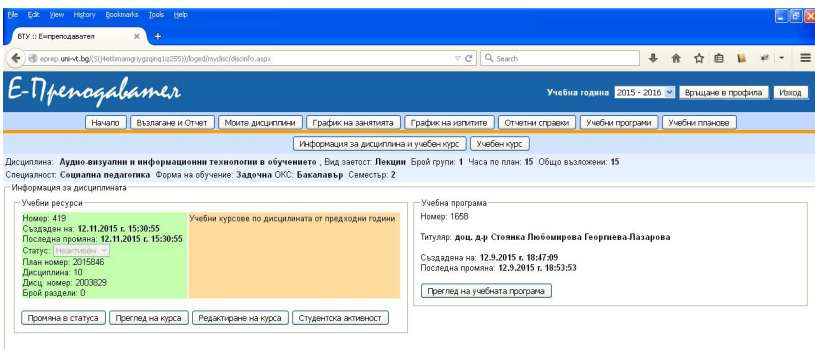 File Edit View History Bookmarks Tools Help
ВТУ :: Е=преподавател × +
eprep.uni-vt.bg/(S(Hetbmamgriygzqinq1iz255))/loged/mydisc/discinfo.aspx Search
Е-Преподавател Учебна година 2015 - 2016 Връщане в профила Изход
Начало Възлагане и Отчет Моите дисциплини График на занятията График на изпитите Отчетни справки Учебни програми Учебни планове
Информация за дисциплина и учебен курс Учебен курс
Дисциплина: Аудио-визуални и информационни технологии в обучението , Вид заетост: Лекции Брой групи: 1 Часа по план: 15 Общо възложени: 15
Специалност: Социална педагогика Форма на обучение: Задочна ОКС: Бакалавър Семестър: 2
Информация за дисциплината
Учебни ресурси
Номер: 419
Създаден на: 12.11.2015 г. 15:30:55
Последна промяна: 12.11.2015 г. 15:30:55
Статус: Неактивен
План номер: 2015846
Дисциплина: 10
Дисц. номер: 2003829
Брой раздели: 0
Учебни курсове по дисцилината от предходни години
Промяна в статуса Преглед на курса Редактиране на курса Студентска активност
Учебна програма
Номер: 1658
Титуляр: доц. д-р Стоянка Любомирова Георгиева-Лазарова
Създадена на: 12.9.2015 г. 18:47:09
Последна промяна: 12.9.2015 г. 18:53:53
Преглед на учебната програма